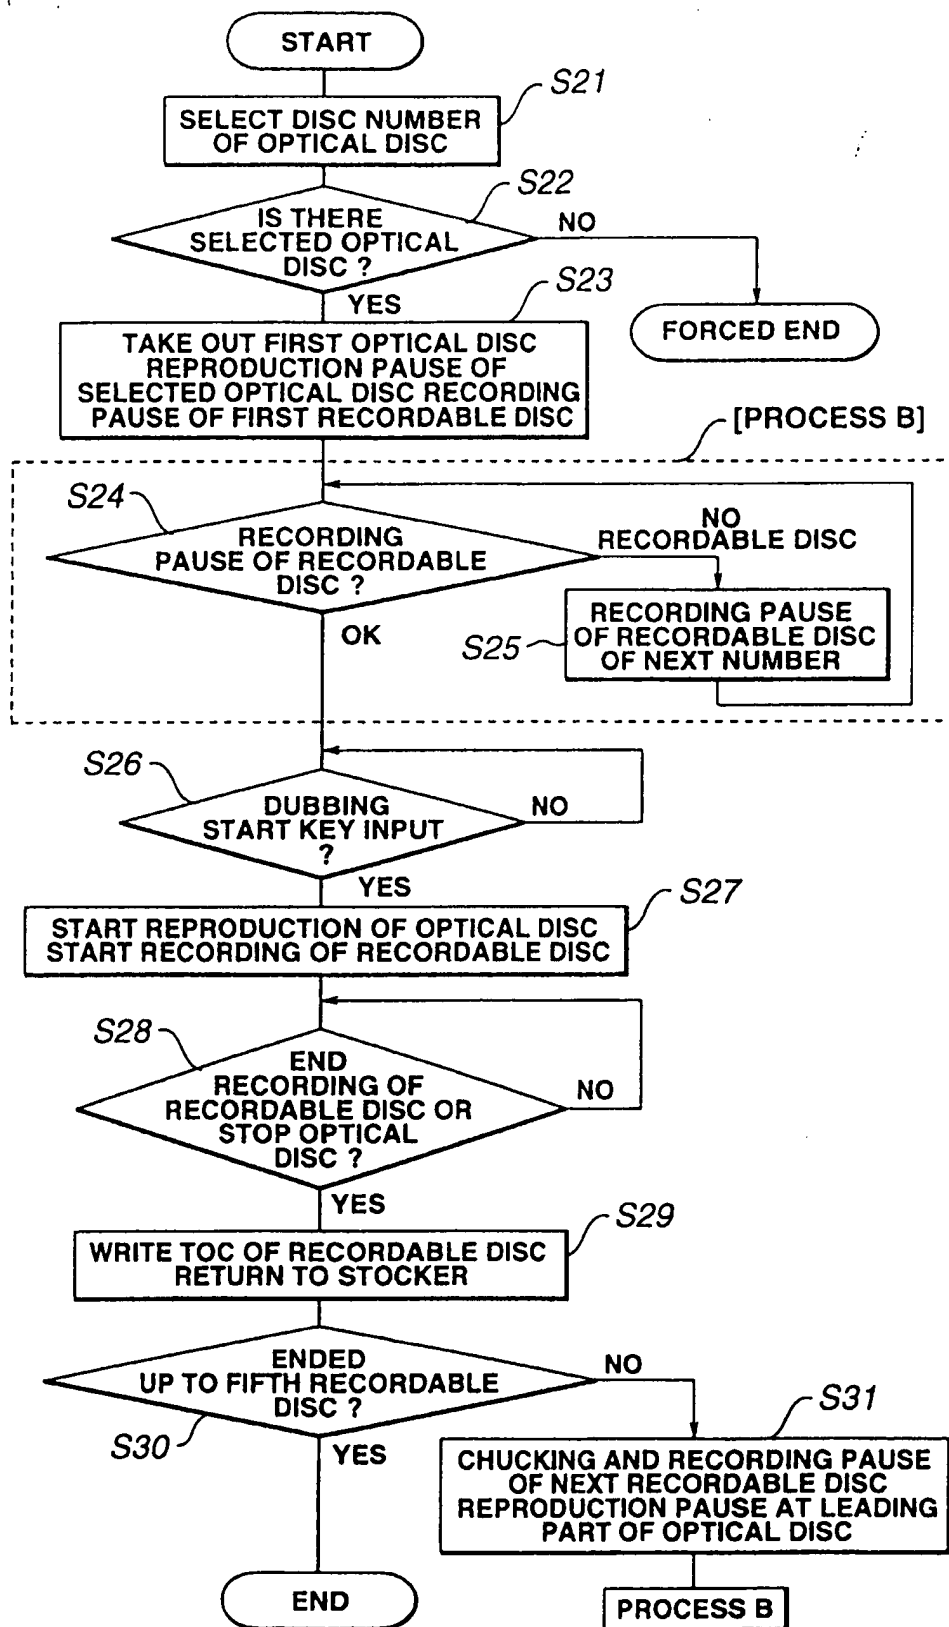 START
S21
SELECT DISC NUMBER
OF OPTICAL DISC
S22
IS THERE
SELECTED OPTICAL
DISC ?
NO
YES
S23
FORCED END
TAKE OUT FIRST OPTICAL DISC
REPRODUCTION PAUSE OF
SELECTED OPTICAL DISC RECORDING
PAUSE OF FIRST RECORDABLE DISC
[PROCESS B]
S24
RECORDING
PAUSE OF RECORDABLE
DISC ?
NO
RECORDABLE DISC
OK
S25
RECORDING PAUSE
OF RECORDABLE DISC
OF NEXT NUMBER
S26
DUBBING
START KEY INPUT
?
NO
YES
S27
START REPRODUCTION OF OPTICAL DISC
START RECORDING OF RECORDABLE DISC
S28
END
RECORDING OF
RECORDABLE DISC OR
STOP OPTICAL
DISC ?
NO
YES
S29
WRITE TOC OF RECORDABLE DISC
RETURN TO STOCKER
ENDED
UP TO FIFTH RECORDABLE
DISC ?
NO
S30
YES
S31
CHUCKING AND RECORDING PAUSE
OF NEXT RECORDABLE DISC
REPRODUCTION PAUSE AT LEADING
PART OF OPTICAL DISC
END
PROCESS B